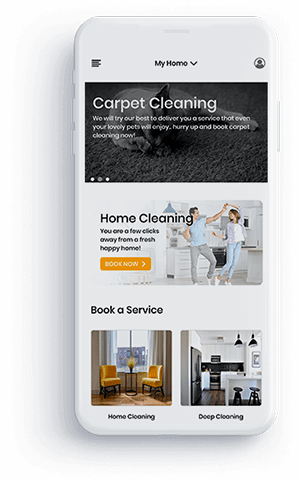 My Home
Carpet Cleaning
We will try our best to deliver you a service that even
your lovely pets will enjoy.. hurry up and book carpet
cleaning now!
Home Cleaning
You are a few clicks
away from a fresh
happy home!
BOOK NOW
Book a Service
Home Cleaning
Deep Cleaning